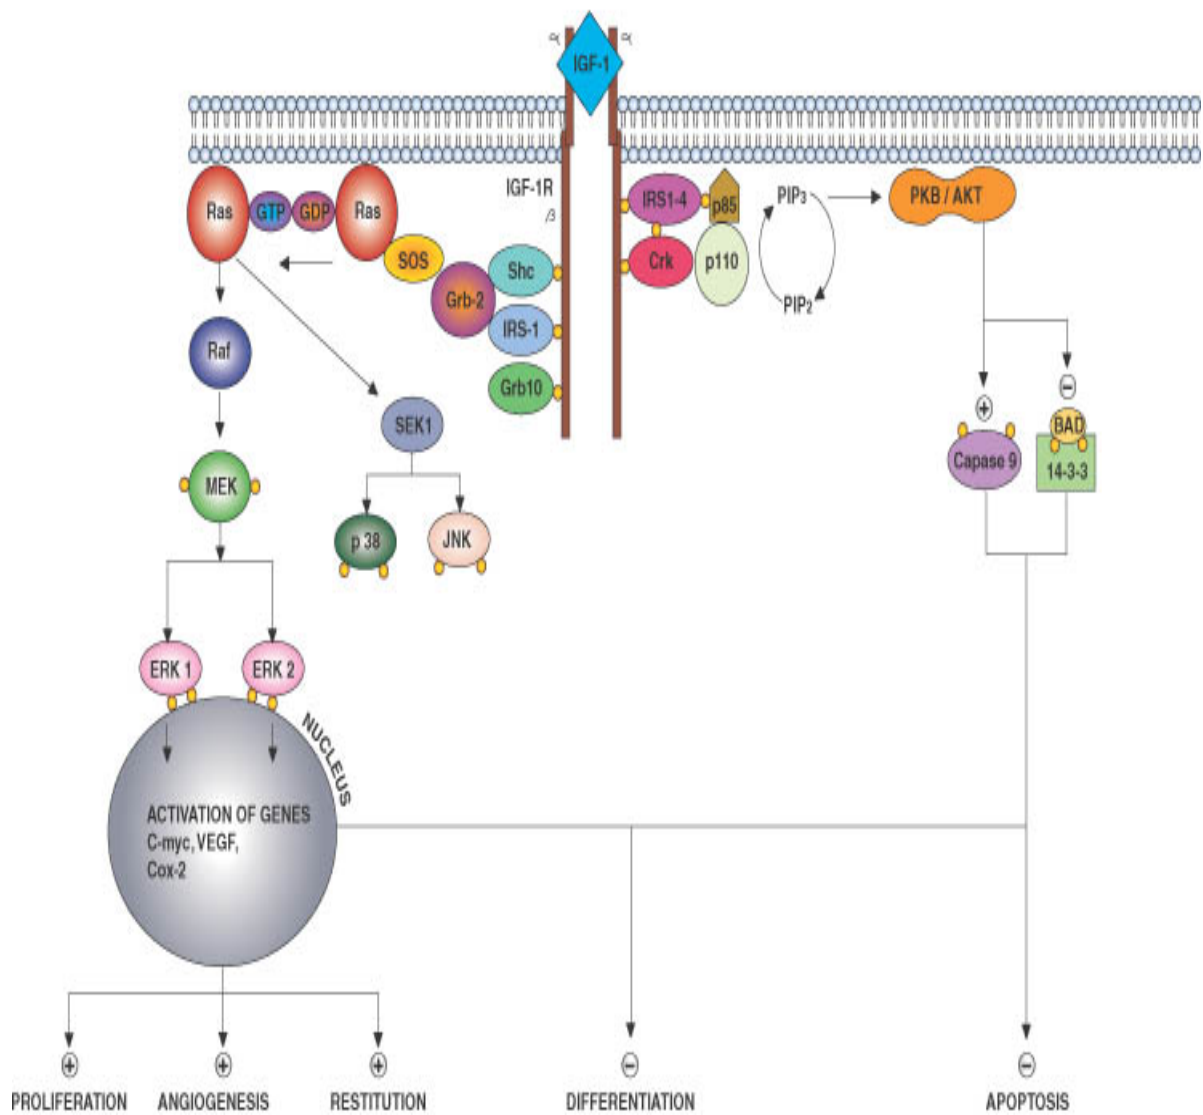 α
IGF-1
α
IGF-1R
β
Ras
GTP
GDP
Ras
SOS
Grb-2
Shc
IRS-1
Grb10
IRS1-4
p85
Crk
p110
PIP3
PIP2
PKB / AKT
Raf
SEK1
MEK
p 38
JNK
+
Capase 9
−
BAD
14-3-3
ERK 1
ERK 2
NUCLEUS
ACTIVATION OF GENES
C-myc, VEGF,
Cox-2
+
+
+
−
−
PROLIFERATION
ANGIOGENESIS
RESTITUTION
DIFFERENTIATION
APOPTOSIS